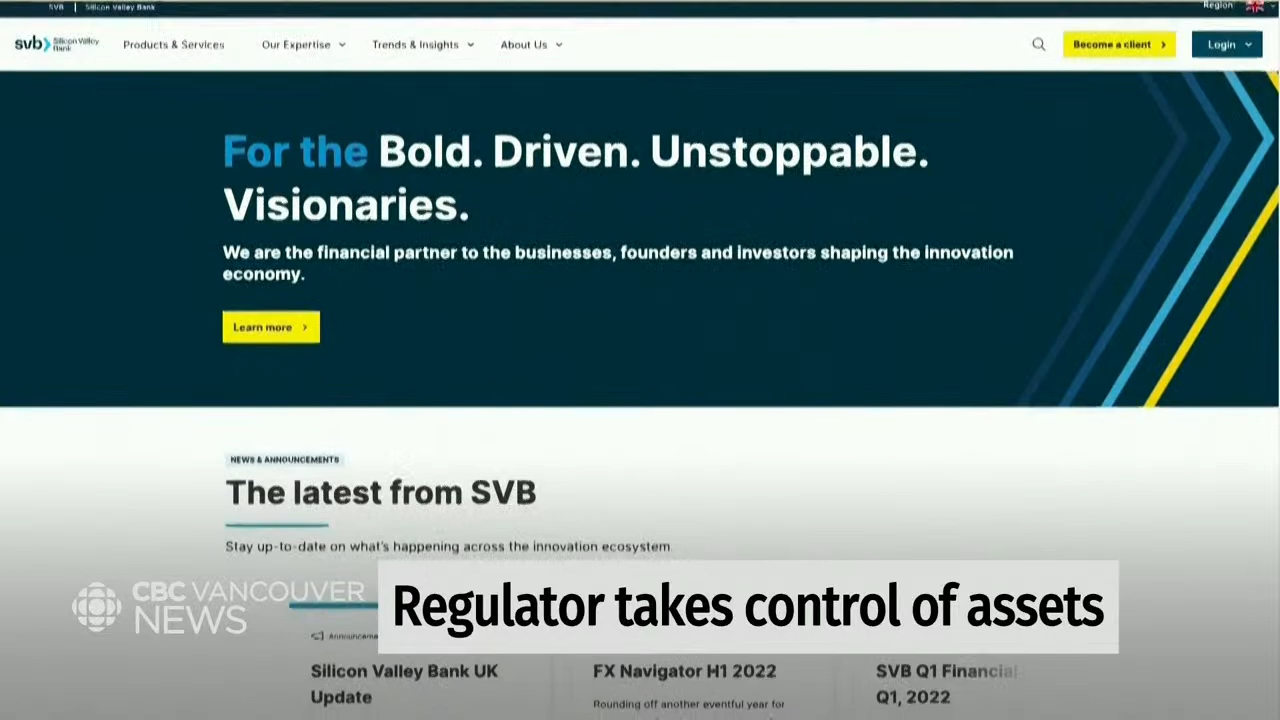 SVB | Silicon Valley Bank
Region
svb Silicon Valley Bank
Products & Services
Our Expertise
Trends & Insights
About Us
Become a client
Login
For the Bold. Driven. Unstoppable.
Visionaries.
We are the financial partner to the businesses, founders and investors shaping the innovation
economy.
Learn more
NEWS & ANNOUNCEMENTS
The latest from SVB
Stay up-to-date on what's happening across the innovation ecosystem.
CBC VANCOUVER
NEWS
Regulator takes control of assets
Announceme
Silicon Valley Bank UK
Update
FX Navigator H1 2022
Rounding off another eventful year for
SVB Q1 Financial
Q1, 2022